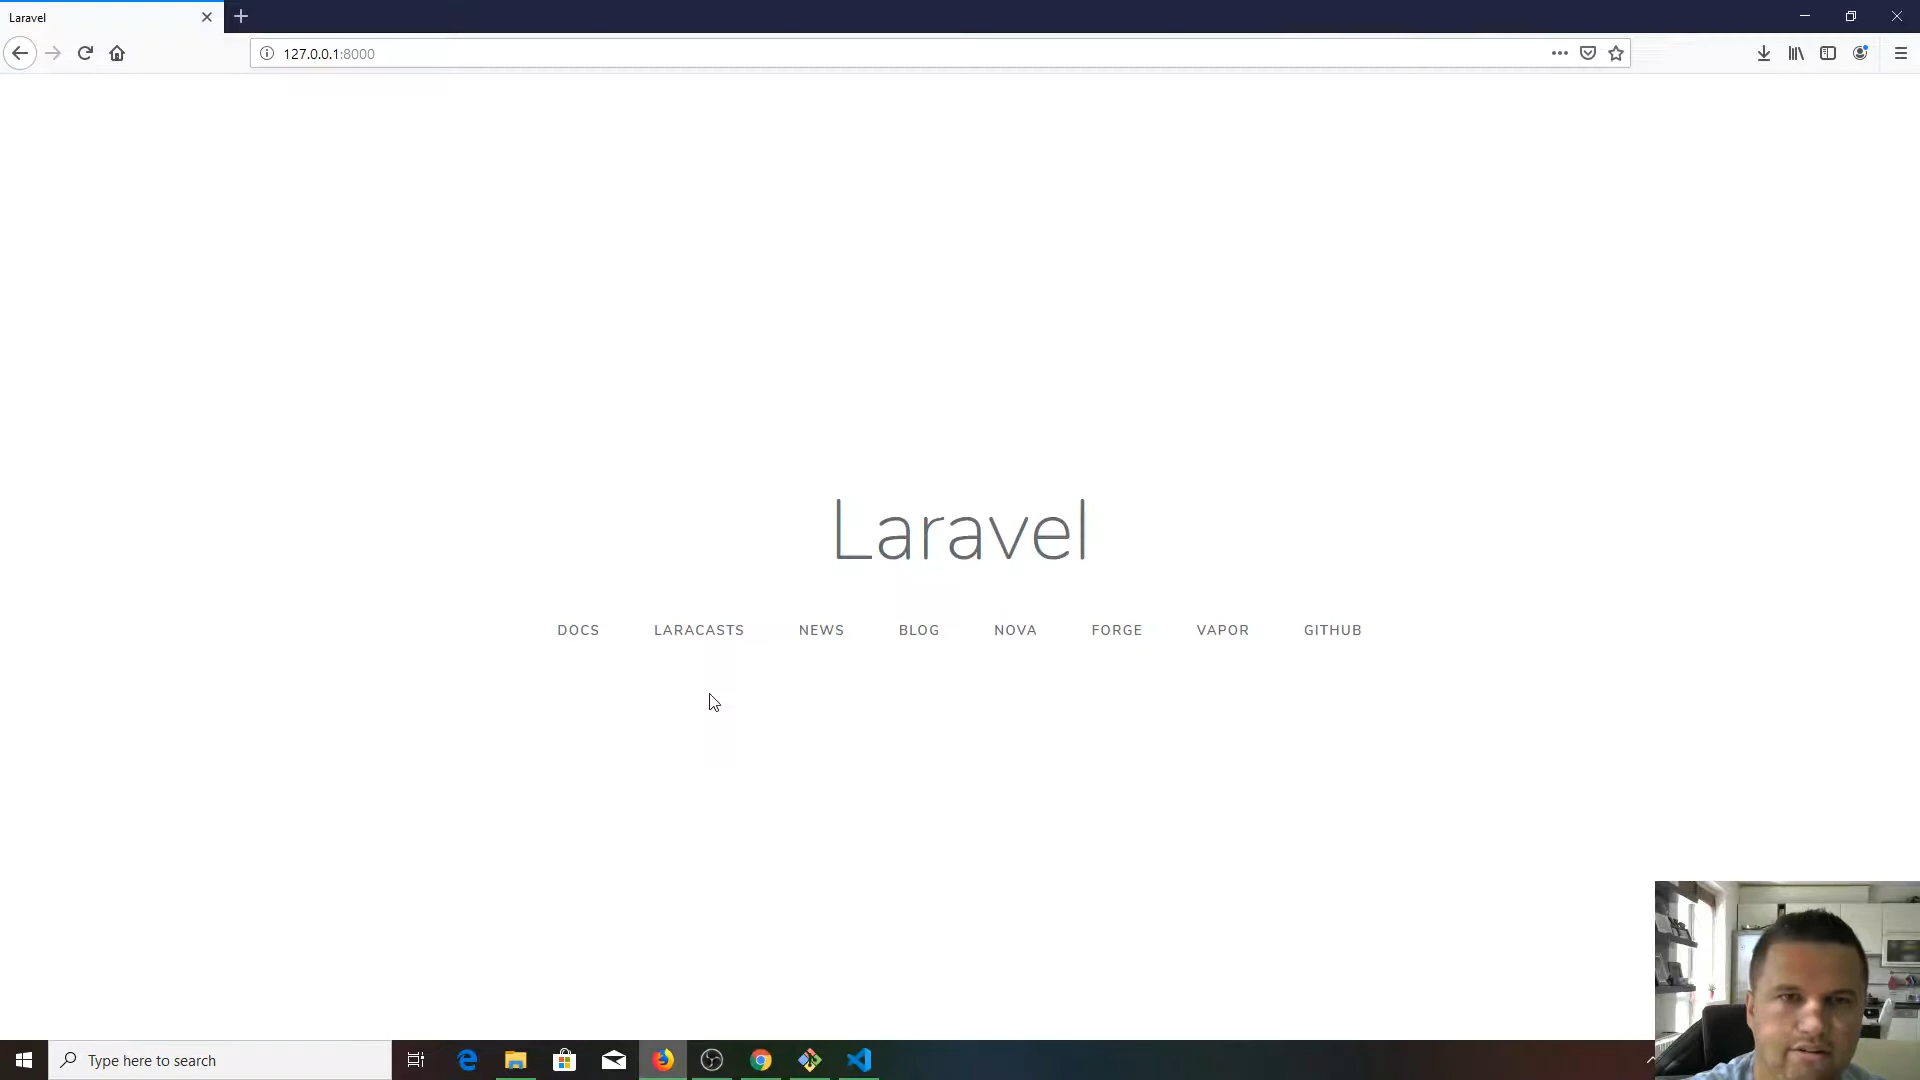 Laravel
127.0.0.1:8000
Laravel
DOCS LARACASTS NEWS BLOG NOVA FORGE VAPOR GITHUB
Type here to search